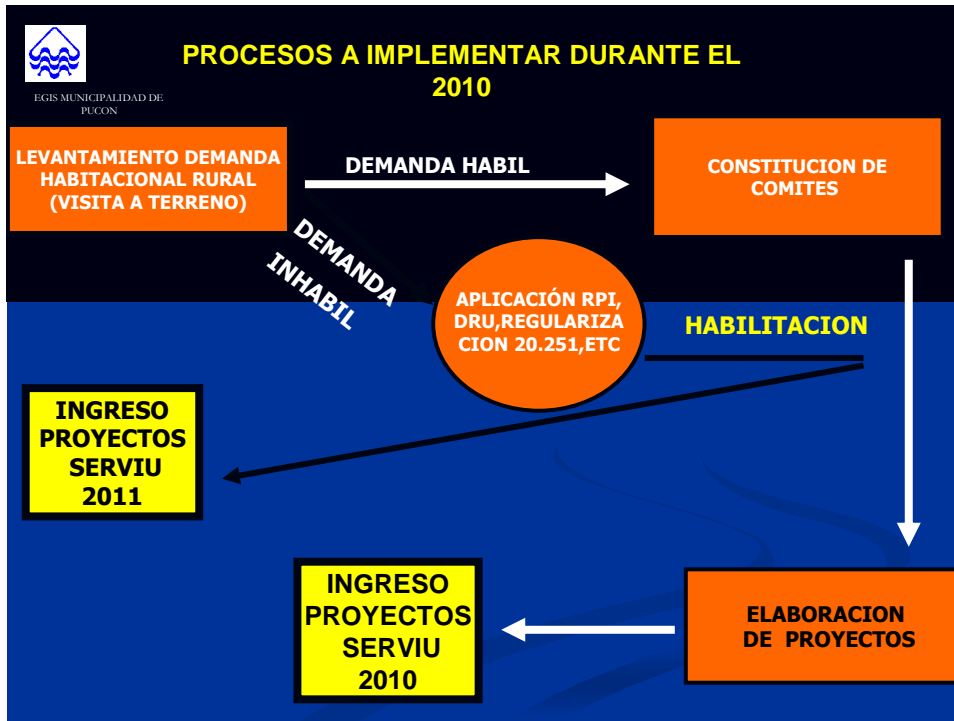 PROCESOS A IMPLEMENTAR DURANTE EL
2010
EGIS MUNICIPALIDAD DE
PUCON
LEVANTAMIENTO DEMANDA
HABITACIONAL RURAL
(VISITA A TERRENO)
DEMANDA HABIL
CONSTITUCION DE
COMITES
DEMANDA
INHABIL
APLICACIÓN RPI,
DRU,REGULARIZA
CION 20.251,ETC
HABILITACION
INGRESO
PROYECTOS
SERVIU
2011
INGRESO
PROYECTOS
SERVIU
2010
ELABORACION
DE PROYECTOS